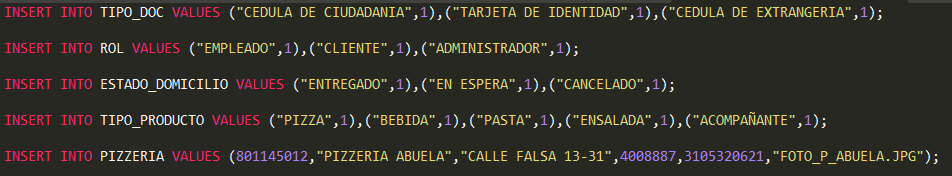 INSERT INTO TIPO_DOC VALUES ("CEDULA DE CIUDADANIA",1),("TARJETA DE IDENTIDAD",1),("CEDULA DE EXTRANGERIA",1);
INSERT INTO ROL VALUES ("EMPLEADO",1),("CLIENTE",1),("ADMINISTRADOR",1);
INSERT INTO ESTADO_DOMICILIO VALUES ("ENTREGADO",1),("EN ESPERA",1),("CANCELADO",1);
INSERT INTO TIPO_PRODUCTO VALUES ("PIZZA",1),("BEBIDA",1),("PASTA",1),("ENSALADA",1),("ACOMPAÑANTE",1);
INSERT INTO PIZZERIA VALUES (801145012,"PIZZERIA ABUELA","CALLE FALSA 13-31",4008887,3105320621,"FOTO_P_ABUELA.JPG");